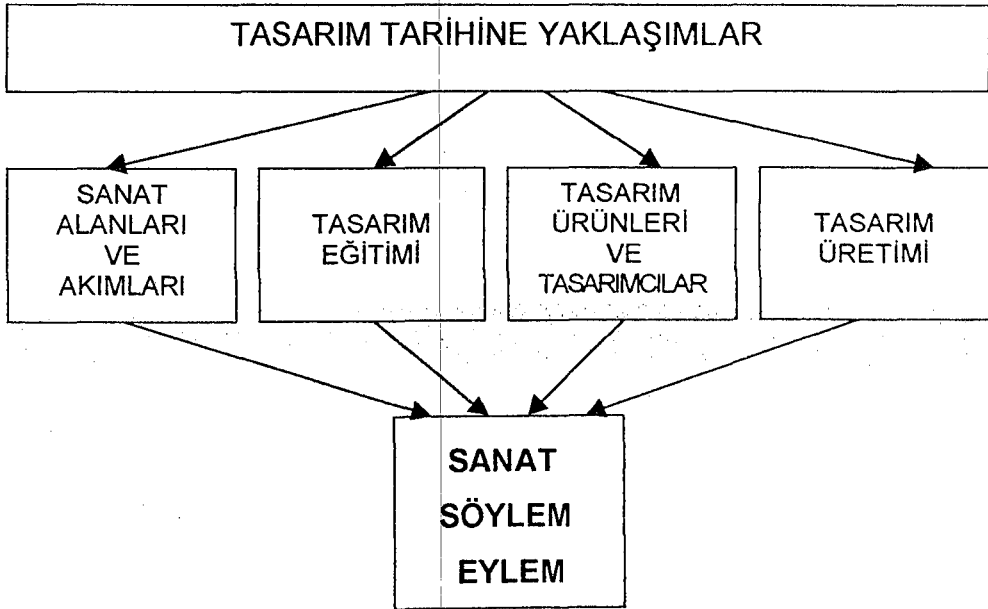 TASARIM TARİHİNE YAKLAŞIMLAR
SANAT
ALANLARI
VE
AKIMLARI
TASARIM
EĞİTİMİ
TASARIM
ÜRÜNLERİ
VE
TASARIMCILAR
TASARIM
ÜRETİMİ
SANAT
SÖYLEM
EYLEM